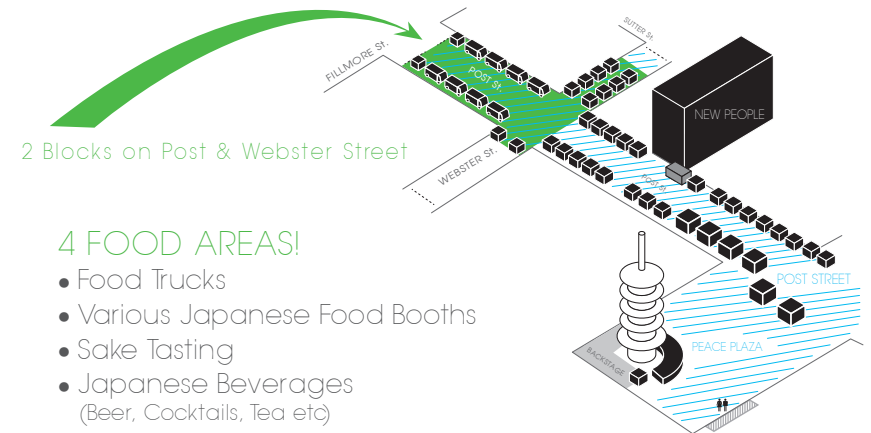 SUTTER St.
FILLMORE St.
POST St.
NEW PEOPLE
2 Blocks on Post & Webster Street
WEBSTER St.
POST St.
4 FOOD AREAS!
• Food Trucks
POST STREET
• Various Japanese Food Booths
• Sake Tasting
PEACE PLAZA
BACKSTAGE
• Japanese Beverages
(Beer, Cocktails, Tea etc)